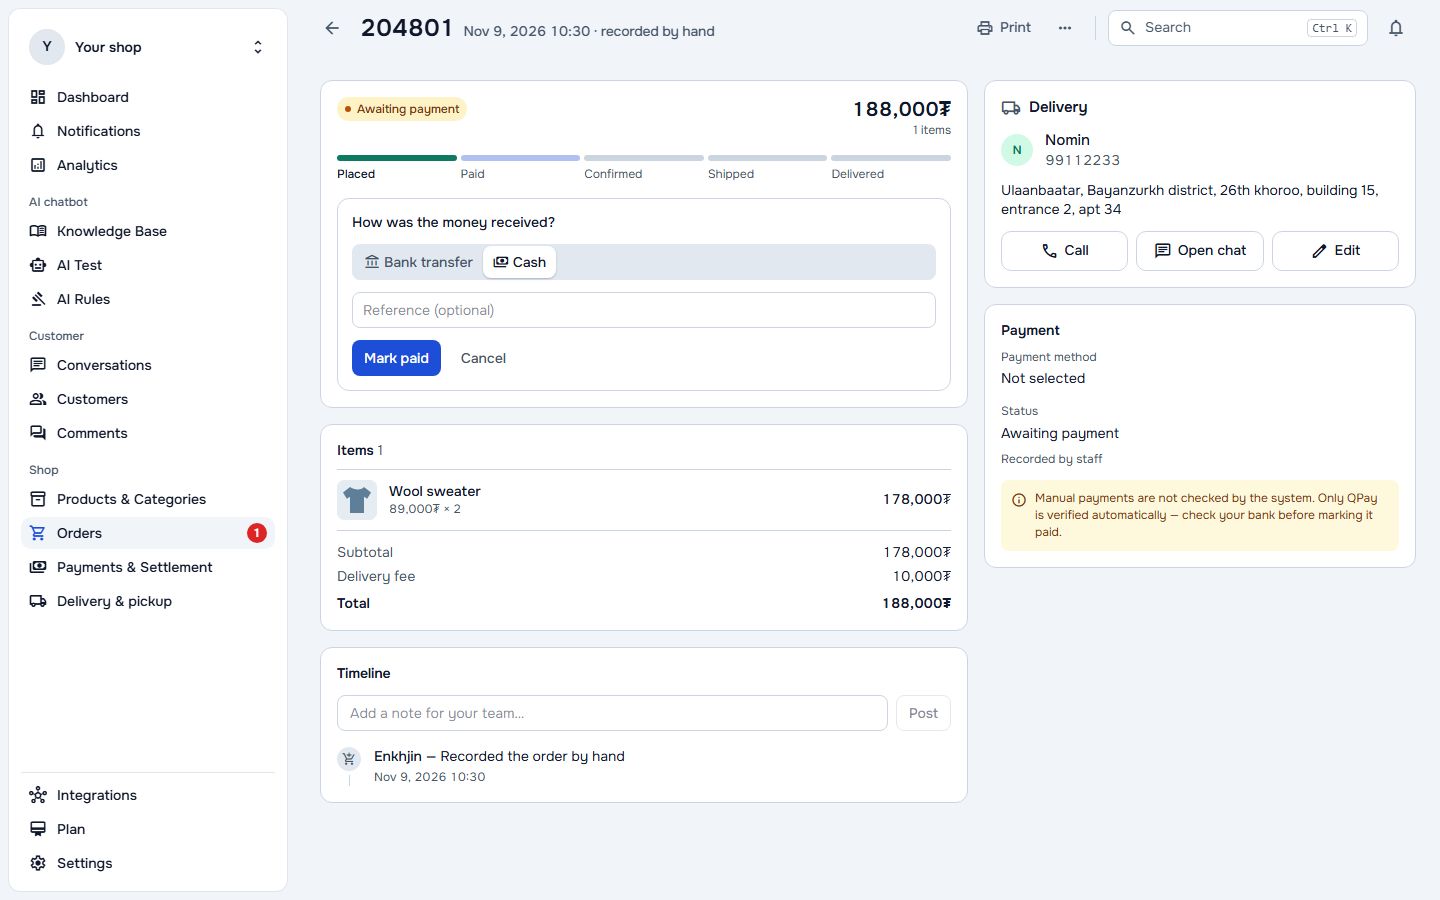 Y
Your shop
Dashboard
Notifications
Analytics
AI chatbot
Knowledge Base
AI Test
AI Rules
Customer
Conversations
Customers
Comments
Shop
Products & Categories
Orders
1
Payments & Settlement
Delivery & pickup
Integrations
Plan
Settings
204801
Nov 9, 2026 10:30 · recorded by hand
Print
Search
Ctrl K
Awaiting payment
188,000₮
1 items
Placed
Paid
Confirmed
Shipped
Delivered
How was the money received?
Bank transfer
Cash
Reference (optional)
Mark paid
Cancel
Items 1
Wool sweater
89,000₮ × 2
178,000₮
Subtotal
178,000₮
Delivery fee
10,000₮
Total
188,000₮
Timeline
Add a note for your team...
Post
Enkhjin — Recorded the order by hand
Nov 9, 2026 10:30
Delivery
N
Nomin
99112233
Ulaanbaatar, Bayanzurkh district, 26th khoroo, building 15,
entrance 2, apt 34
Call
Open chat
Edit
Payment
Payment method
Not selected
Status
Awaiting payment
Recorded by staff
Manual payments are not checked by the system. Only QPay
is verified automatically — check your bank before marking it
paid.